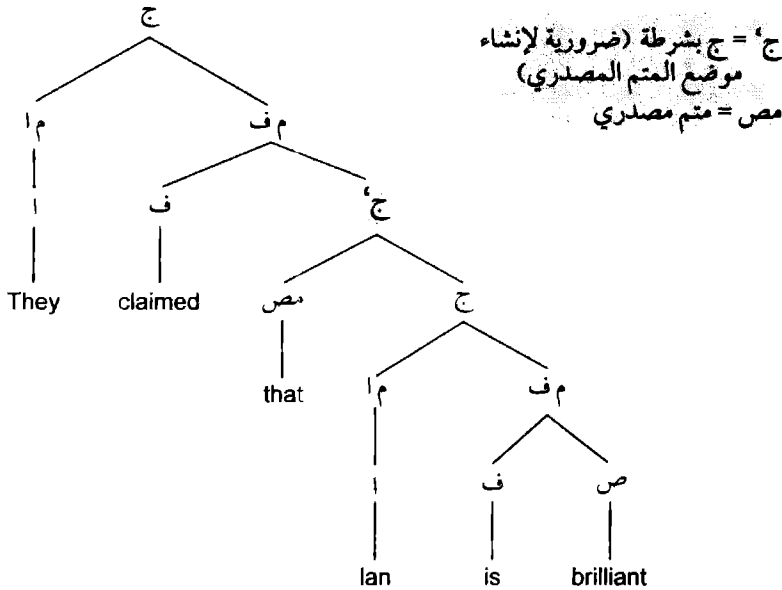 ج
ج‘ = ج بشرطة (ضرورية لإنشاء
موضع المتم المصدري)
مص = متم مصدري
م ا
م ف
ا
ف
ج‘
They
claimed
مص
ج
that
م ا
م ف
ا
ف
ص
Ian
is
brilliant